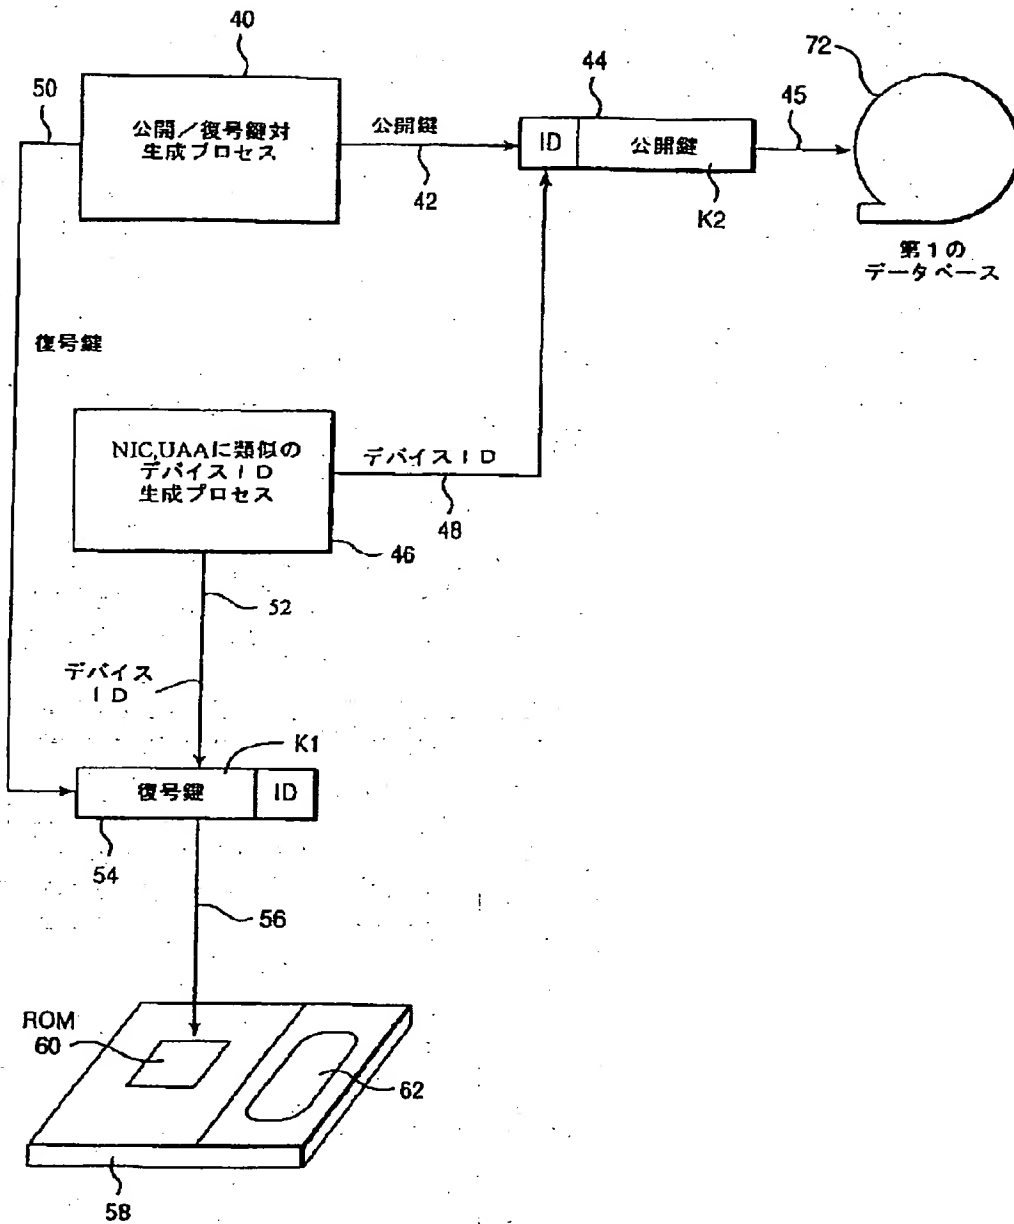 40
50
公開/復号鍵対
生成プロセス
公開鍵
42
44
ID
公開鍵
K2
45
72
第1の
データベース
復号鍵
NIC,UAAに類似の
デバイスID
生成プロセス
デバイスID
48
46
52
デバイス
ID
K1
復号鍵
ID
54
56
ROM
60
62
58